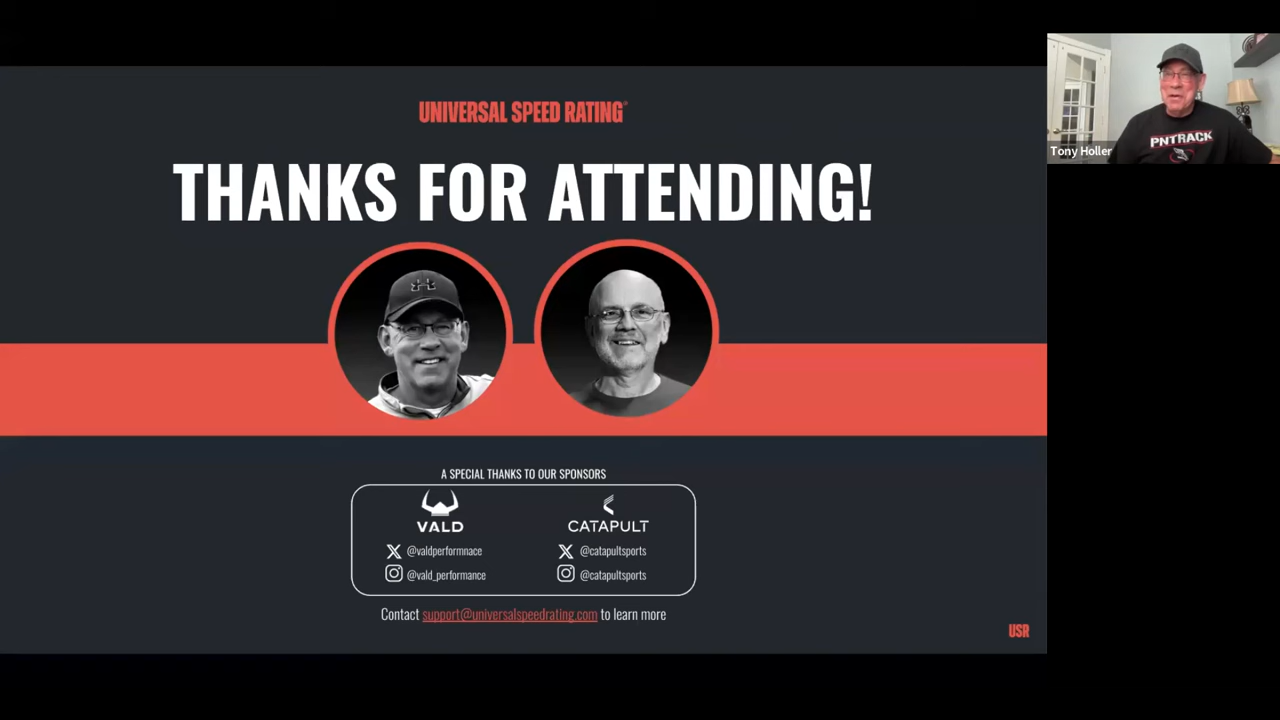 UNIVERSAL SPEED RATING
THANKS FOR ATTENDING!
A SPECIAL THANKS TO OUR SPONSORS
VALD
@valdperformnace
@vald_performance
CATAPULT
@catapultsports
@catapultsports
Contact support@universalspeedrating.com to learn more
USR
PNTRACK
Tony Holler